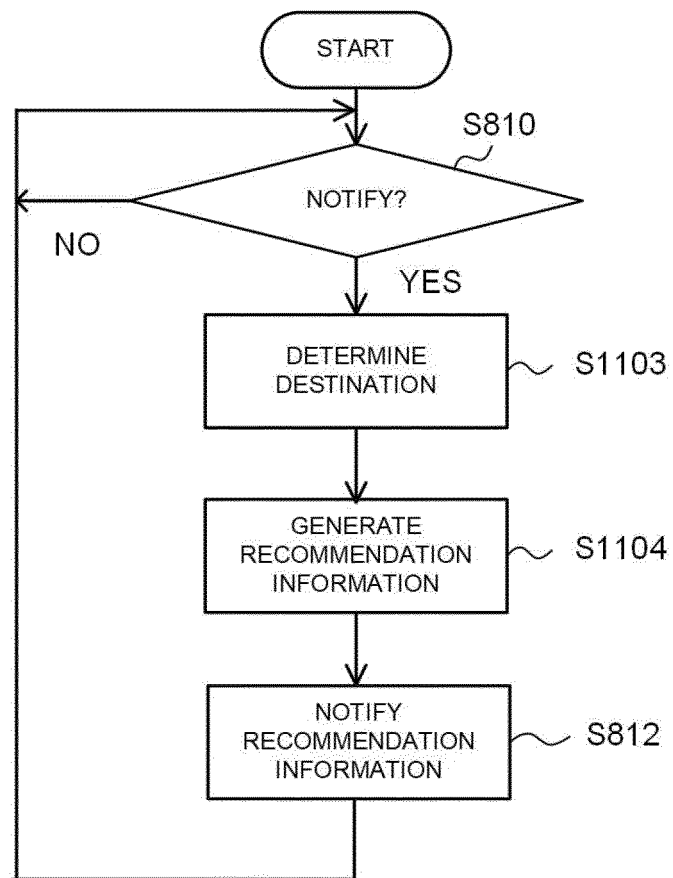 START
S810
NOTIFY?
NO
YES
DETERMINE
DESTINATION
S1103
GENERATE
RECOMMENDATION
INFORMATION
S1104
NOTIFY
RECOMMENDATION
INFORMATION
S812